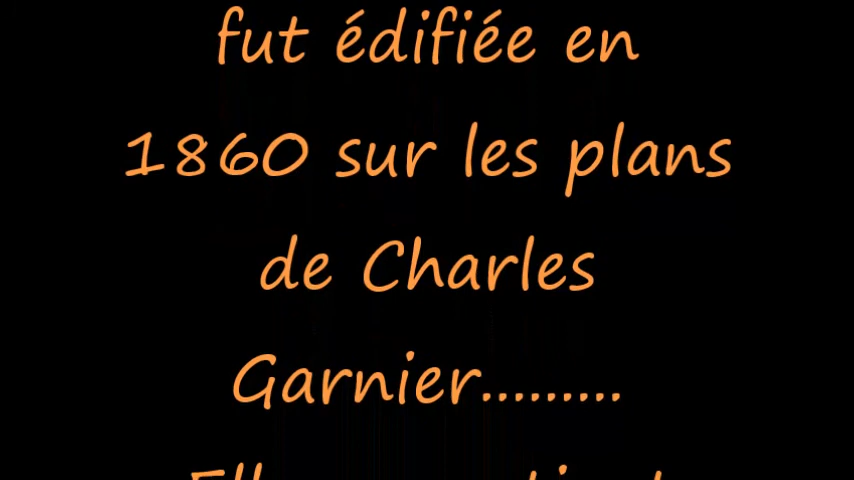 fut édifiée en
1860 sur les plans
de Charles
Garnier.........